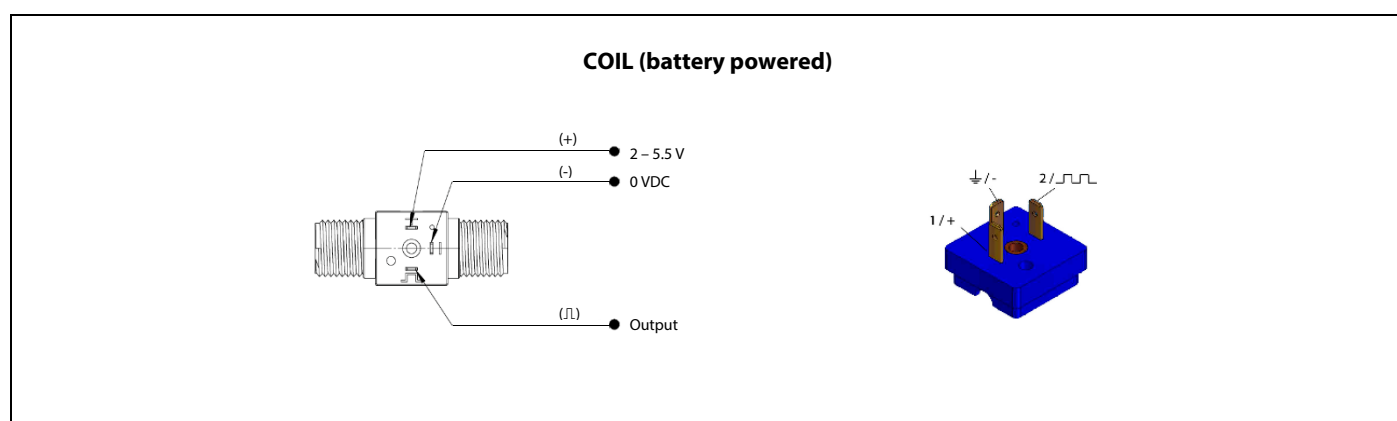 COIL (battery powered)
(+)
2 – 5.5 V
(-)
0 VDC
(⎍)
Output
⏚ / -
2 / ⎍⎍
1 / +